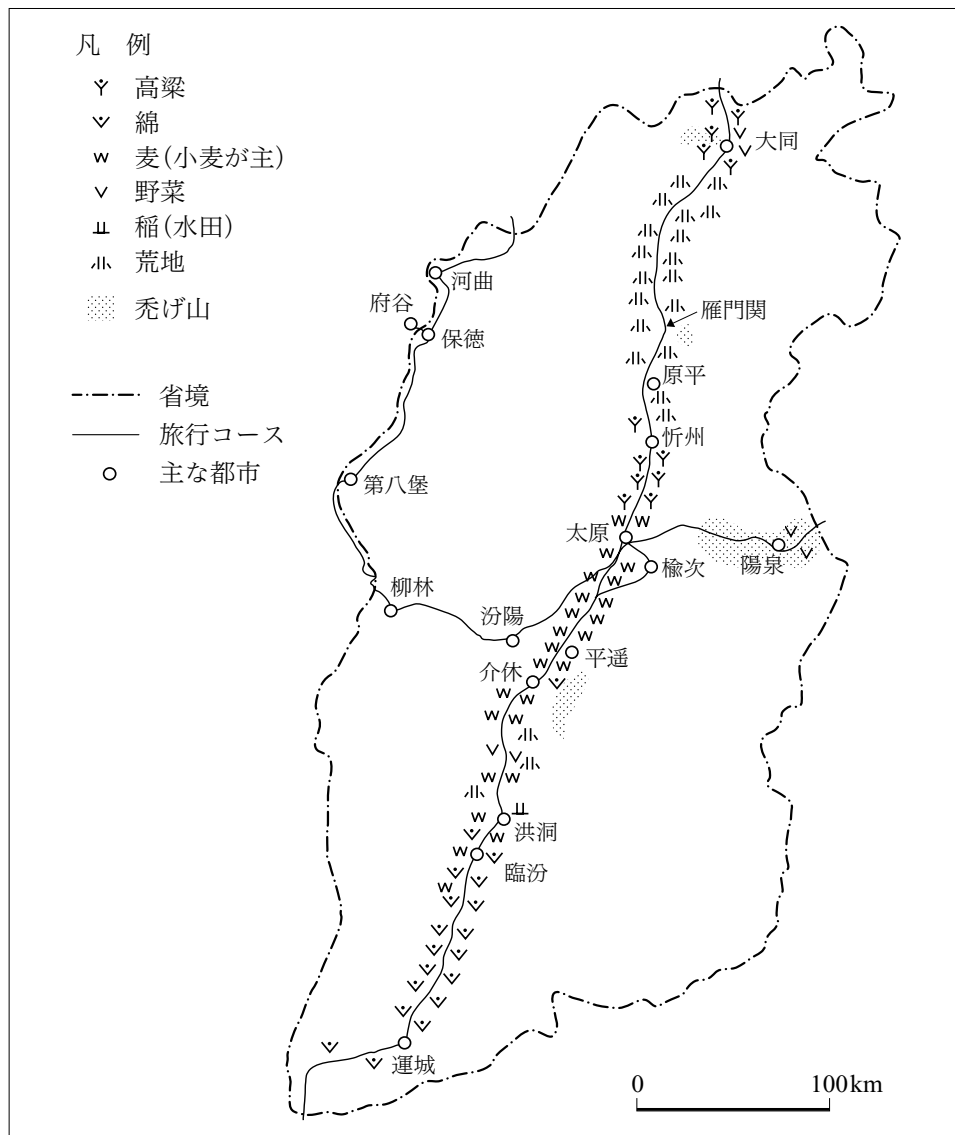 凡 例
高梁
綿
麦(小麦が主)
野菜
稲(水田)
荒地
禿げ山
省境
旅行コース
主な都市
大同
河曲
府谷
保徳
雁門関
原平
忻州
第八堡
太原
陽泉
楡次
柳林
汾陽
平遥
介休
洪洞
臨汾
運城
0 100km